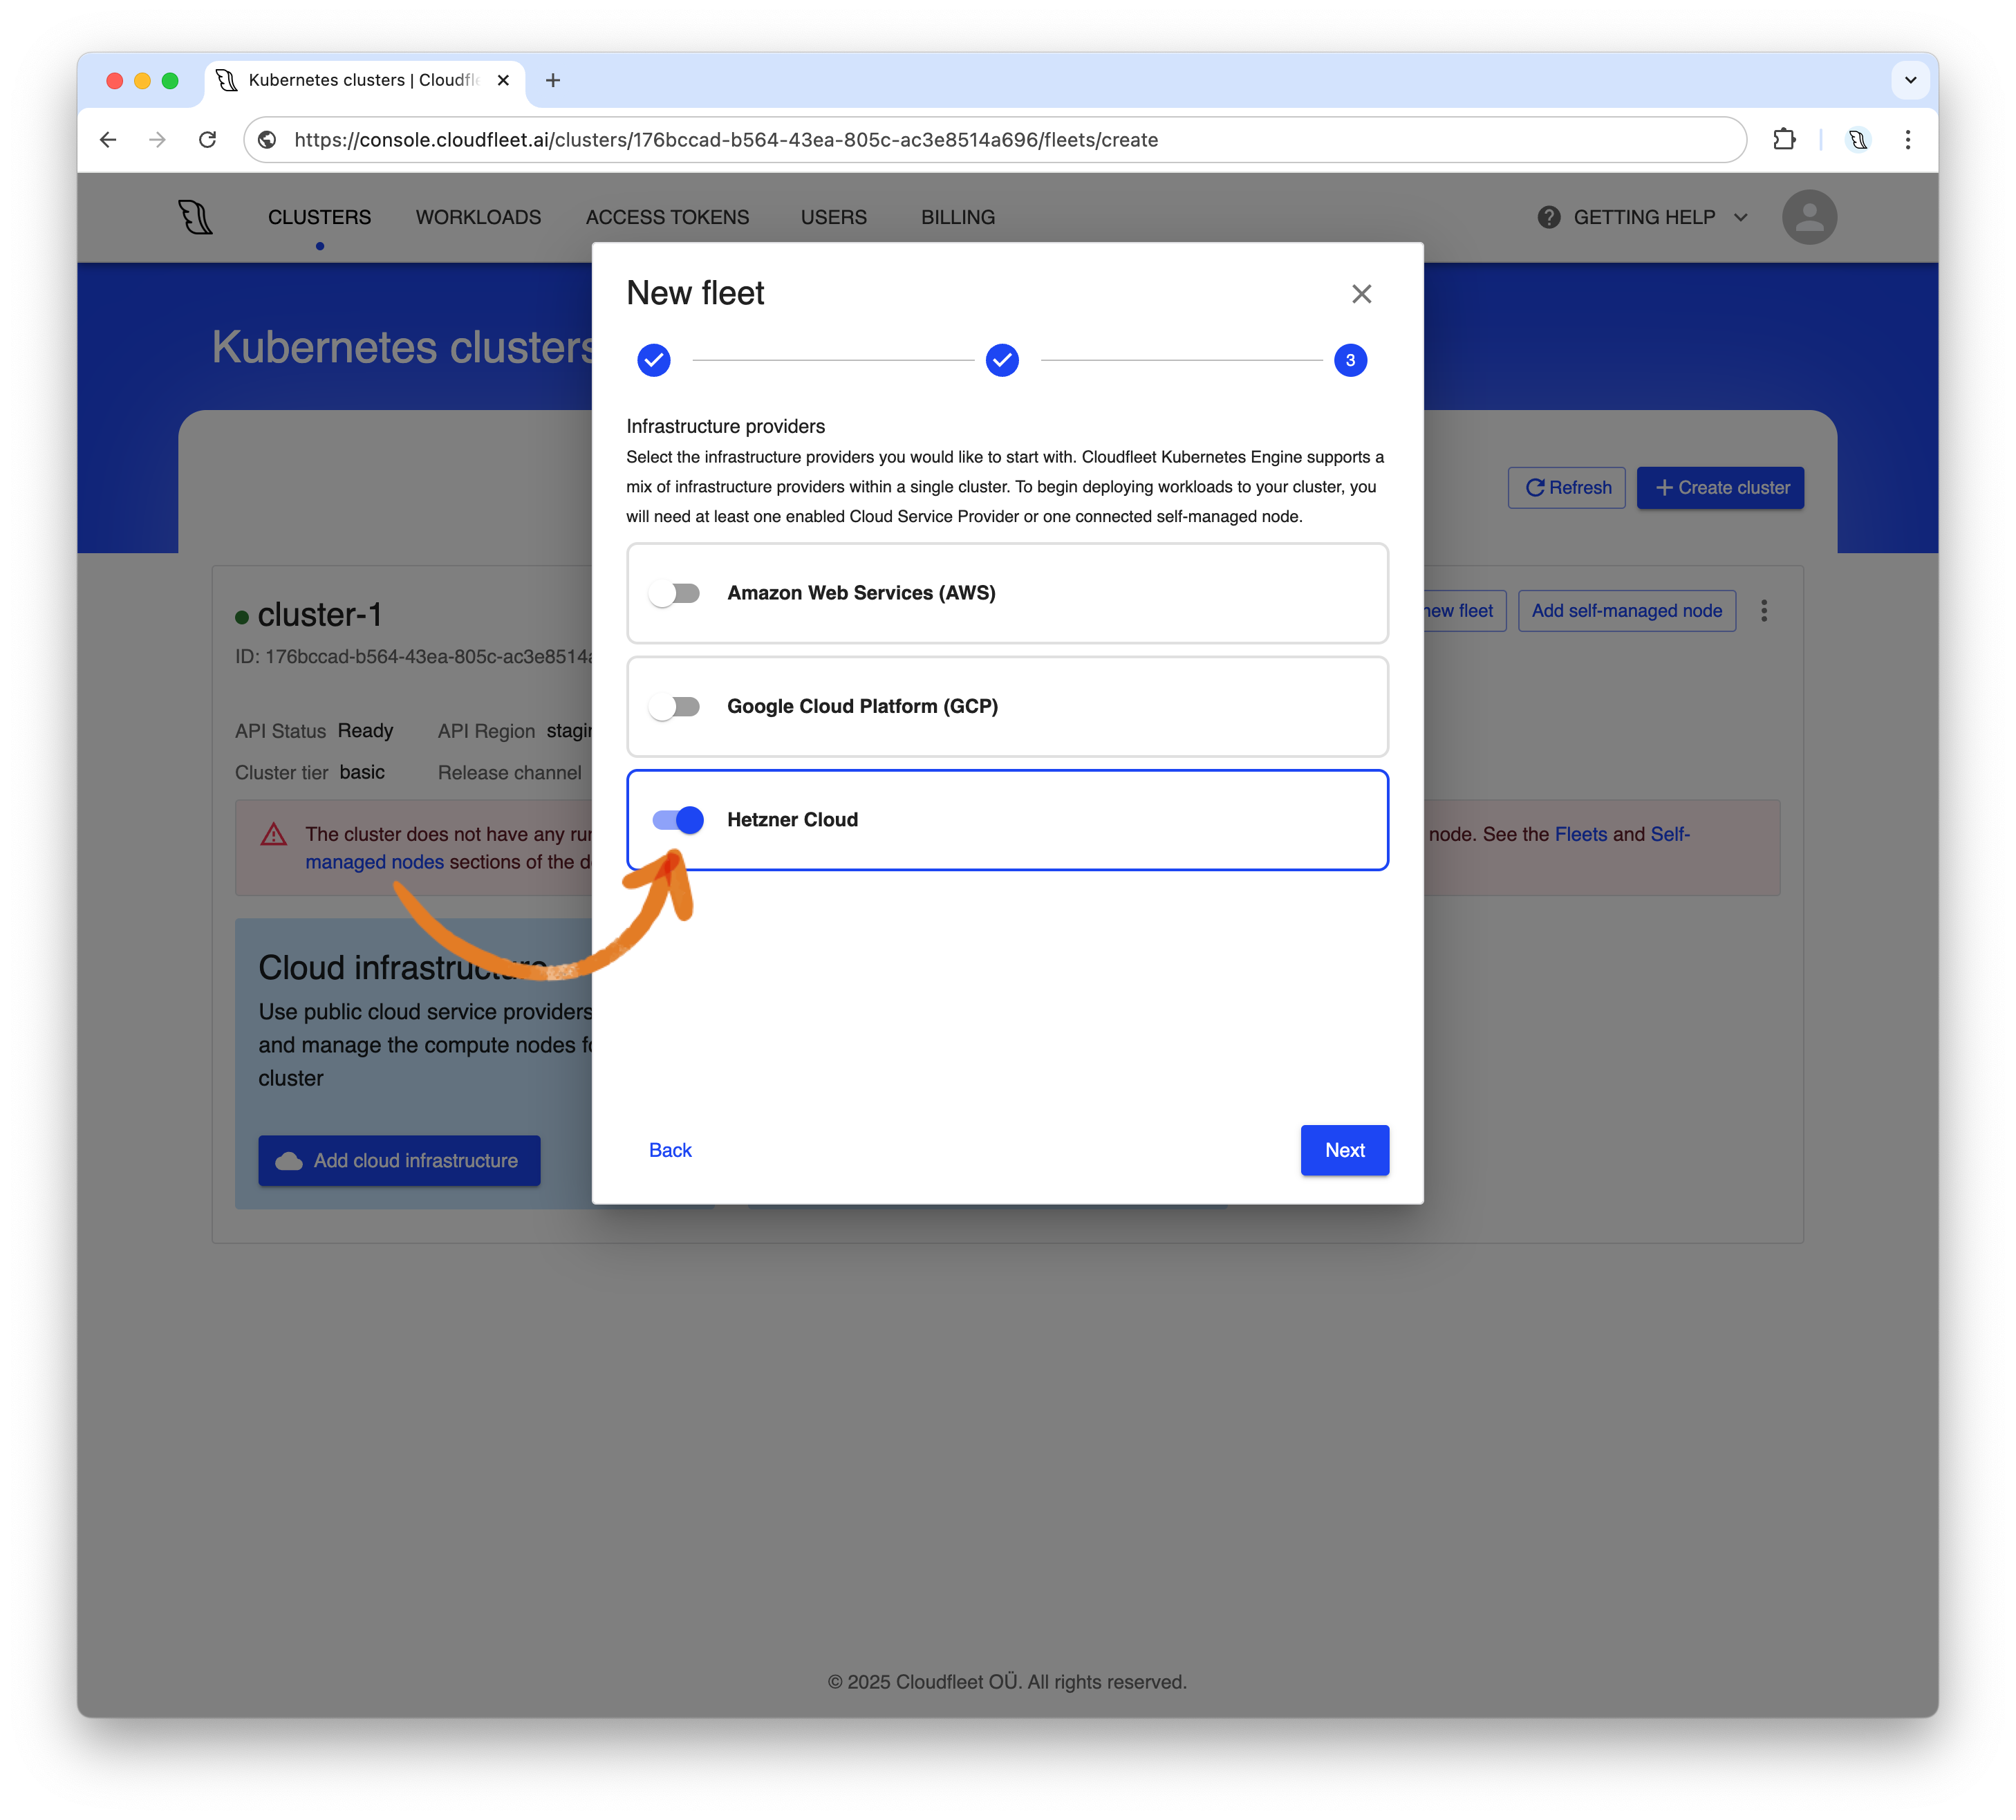 Kubernetes clusters | Cloudfle
https://console.cloudfleet.ai/clusters/176bccad-b564-43ea-805c-ac3e8514a696/fleets/create
CLUSTERS WORKLOADS ACCESS TOKENS USERS BILLING GETTING HELP
Kubernetes clusters
Refresh
Create cluster
cluster-1
new fleet
Add self-managed node
ID: 176bccad-b564-43ea-805c-ac3e8514a
API Status Ready API Region stagin
Cluster tier basic Release channel
The cluster does not have any run
node. See the Fleets and Self-
managed nodes sections of the d
Cloud infrastructure
Use public cloud service providers
and manage the compute nodes fo
cluster
Add cloud infrastructure
New fleet
3
Infrastructure providers
Select the infrastructure providers you would like to start with. Cloudfleet Kubernetes Engine supports a
mix of infrastructure providers within a single cluster. To begin deploying workloads to your cluster, you
will need at least one enabled Cloud Service Provider or one connected self-managed node.
Amazon Web Services (AWS)
Google Cloud Platform (GCP)
Hetzner Cloud
Back
Next
© 2025 Cloudfleet OÜ. All rights reserved.